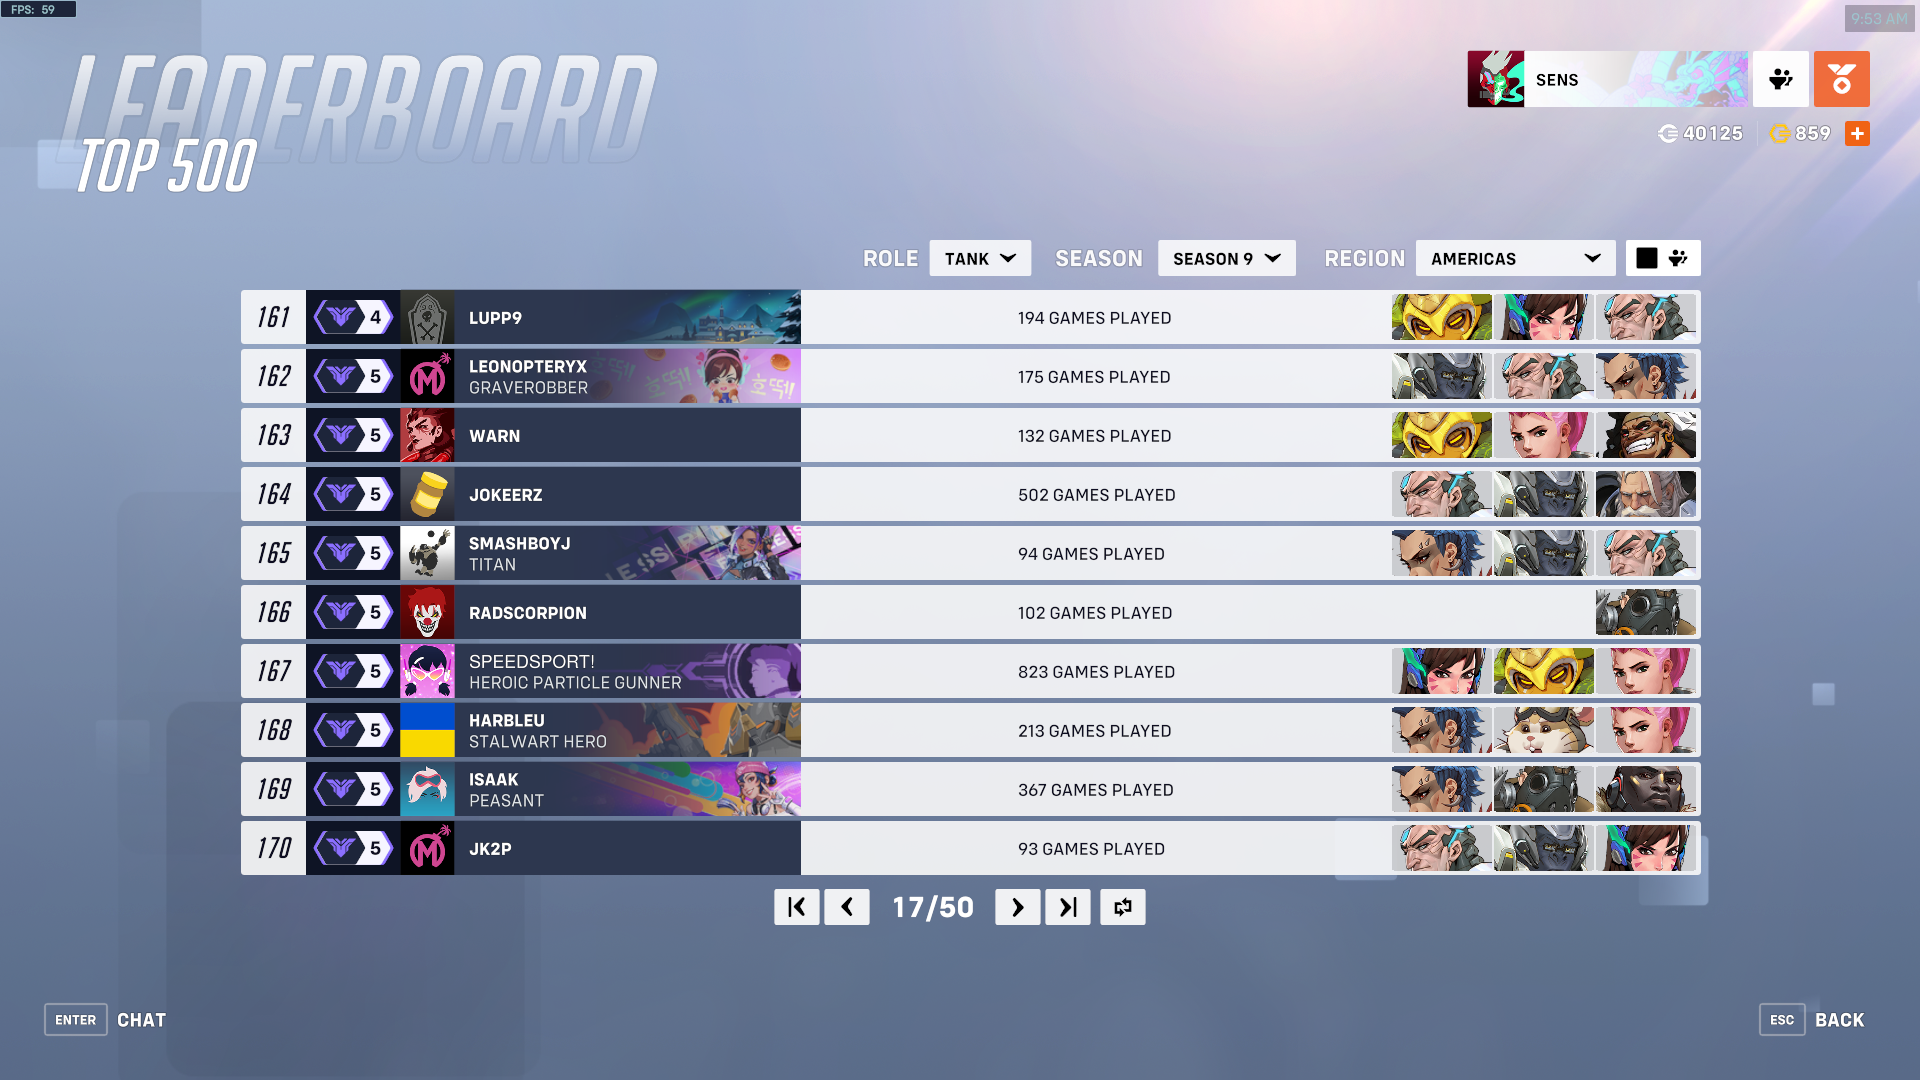 FPS: 59
9:53 AM
LEADERBOARD
TOP 500
SENS
40125
859
ROLE TANK SEASON SEASON 9 REGION AMERICAS
161 4 LUPP9 194 GAMES PLAYED
162 5 LEONOPTERYX GRAVEROBBER 175 GAMES PLAYED
호떡! 호떡!
163 5 WARN 132 GAMES PLAYED
164 5 JOKEERZ 502 GAMES PLAYED
165 5 SMASHBOYJ TITAN 94 GAMES PLAYED
166 5 RADSCORPION 102 GAMES PLAYED
167 5 SPEEDSPORT! HEROIC PARTICLE GUNNER 823 GAMES PLAYED
168 5 HARBLEU STALWART HERO 213 GAMES PLAYED
169 5 ISAAK PEASANT 367 GAMES PLAYED
170 5 JK2P 93 GAMES PLAYED
17/50
ENTER CHAT
ESC BACK